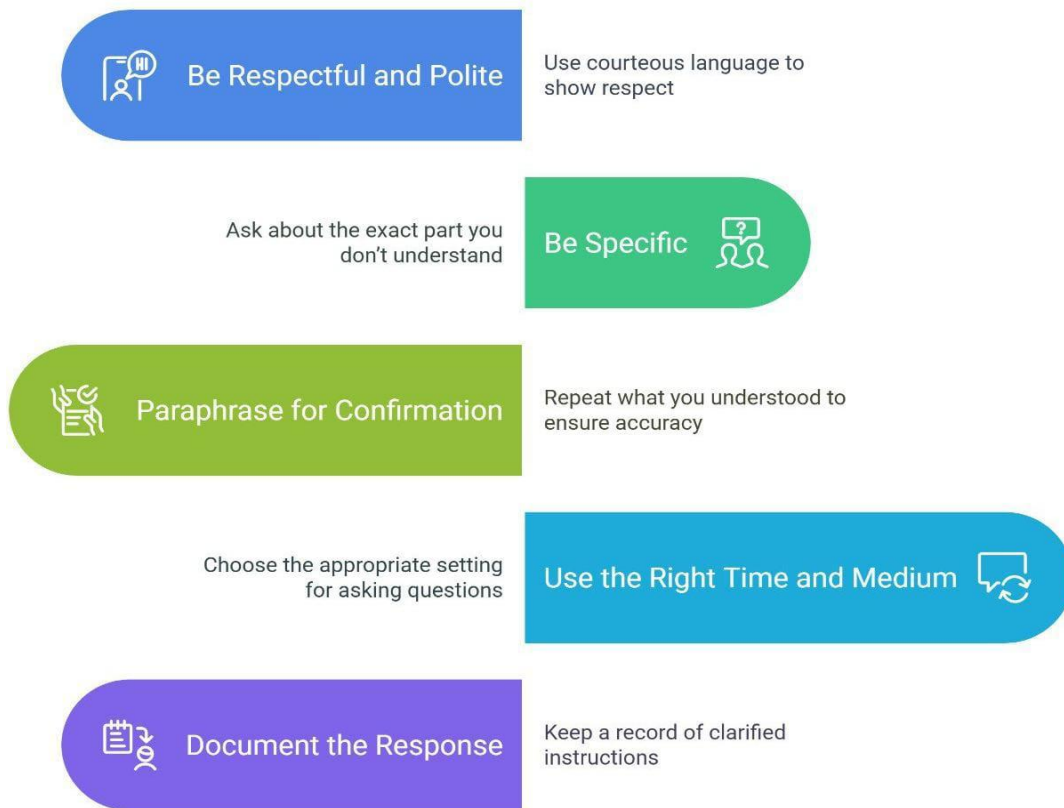 HI
Be Respectful and Polite
Use courteous language to
show respect
Ask about the exact part you
don't understand
Be Specific
?
Paraphrase for Confirmation
Repeat what you understood to
ensure accuracy
Choose the appropriate setting
for asking questions
Use the Right Time and Medium
Document the Response
Keep a record of clarified
instructions